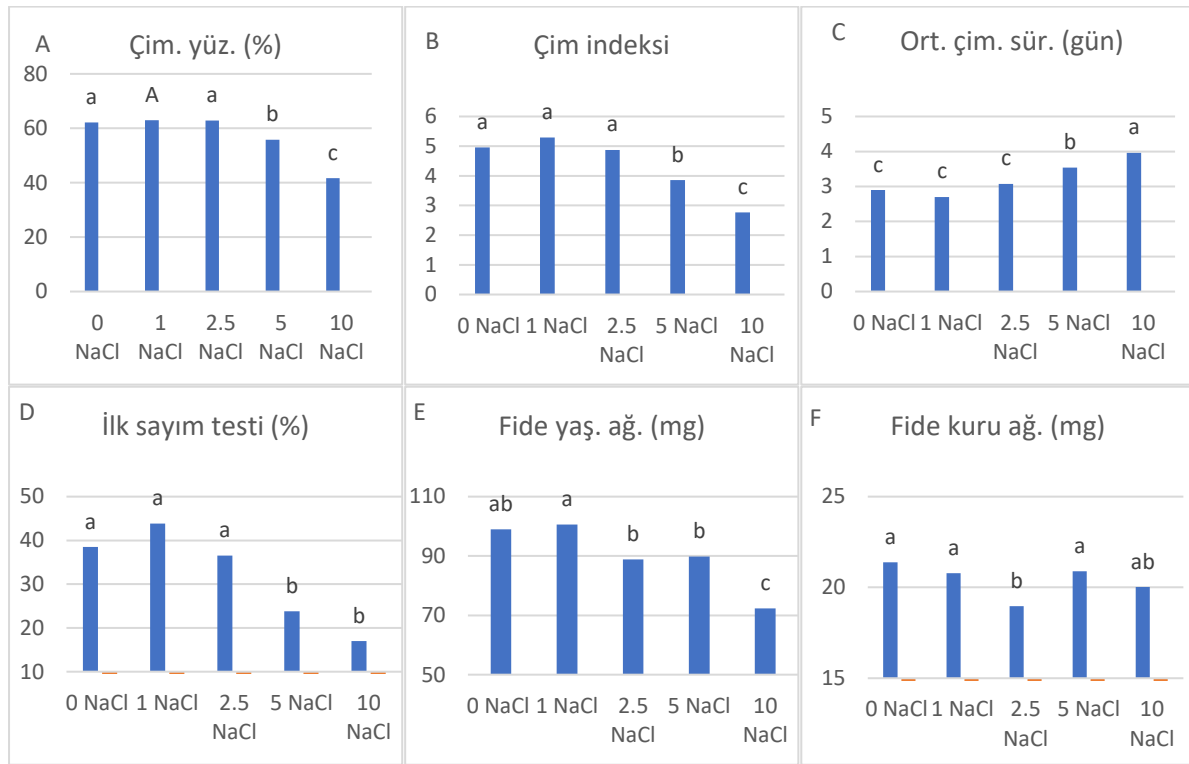 A
Çim. yüz. (%)
80
60
40
20
0
a
A
a
b
c
0 NaCl
1 NaCl
2.5 NaCl
5 NaCl
10 NaCl
B
Çim indeksi
6
5
4
3
2
1
0
a
a
a
b
c
0 NaCl
1 NaCl
2.5 NaCl
5 NaCl
10 NaCl
C
Ort. çim. sür. (gün)
5
4
3
2
1
0
c
c
c
b
a
0 NaCl
1 NaCl
2.5 NaCl
5 NaCl
10 NaCl
D
İlk sayım testi (%)
50
40
30
20
10
a
a
a
b
b
0 NaCl
1 NaCl
2.5 NaCl
5 NaCl
10 NaCl
E
Fide yaş. ağ. (mg)
110
90
70
50
ab
a
b
b
c
0 NaCl
1 NaCl
2.5 NaCl
5 NaCl
10 NaCl
F
Fide kuru ağ. (mg)
25
20
15
a
a
b
a
ab
0 NaCl
1 NaCl
2.5 NaCl
5 NaCl
10 NaCl